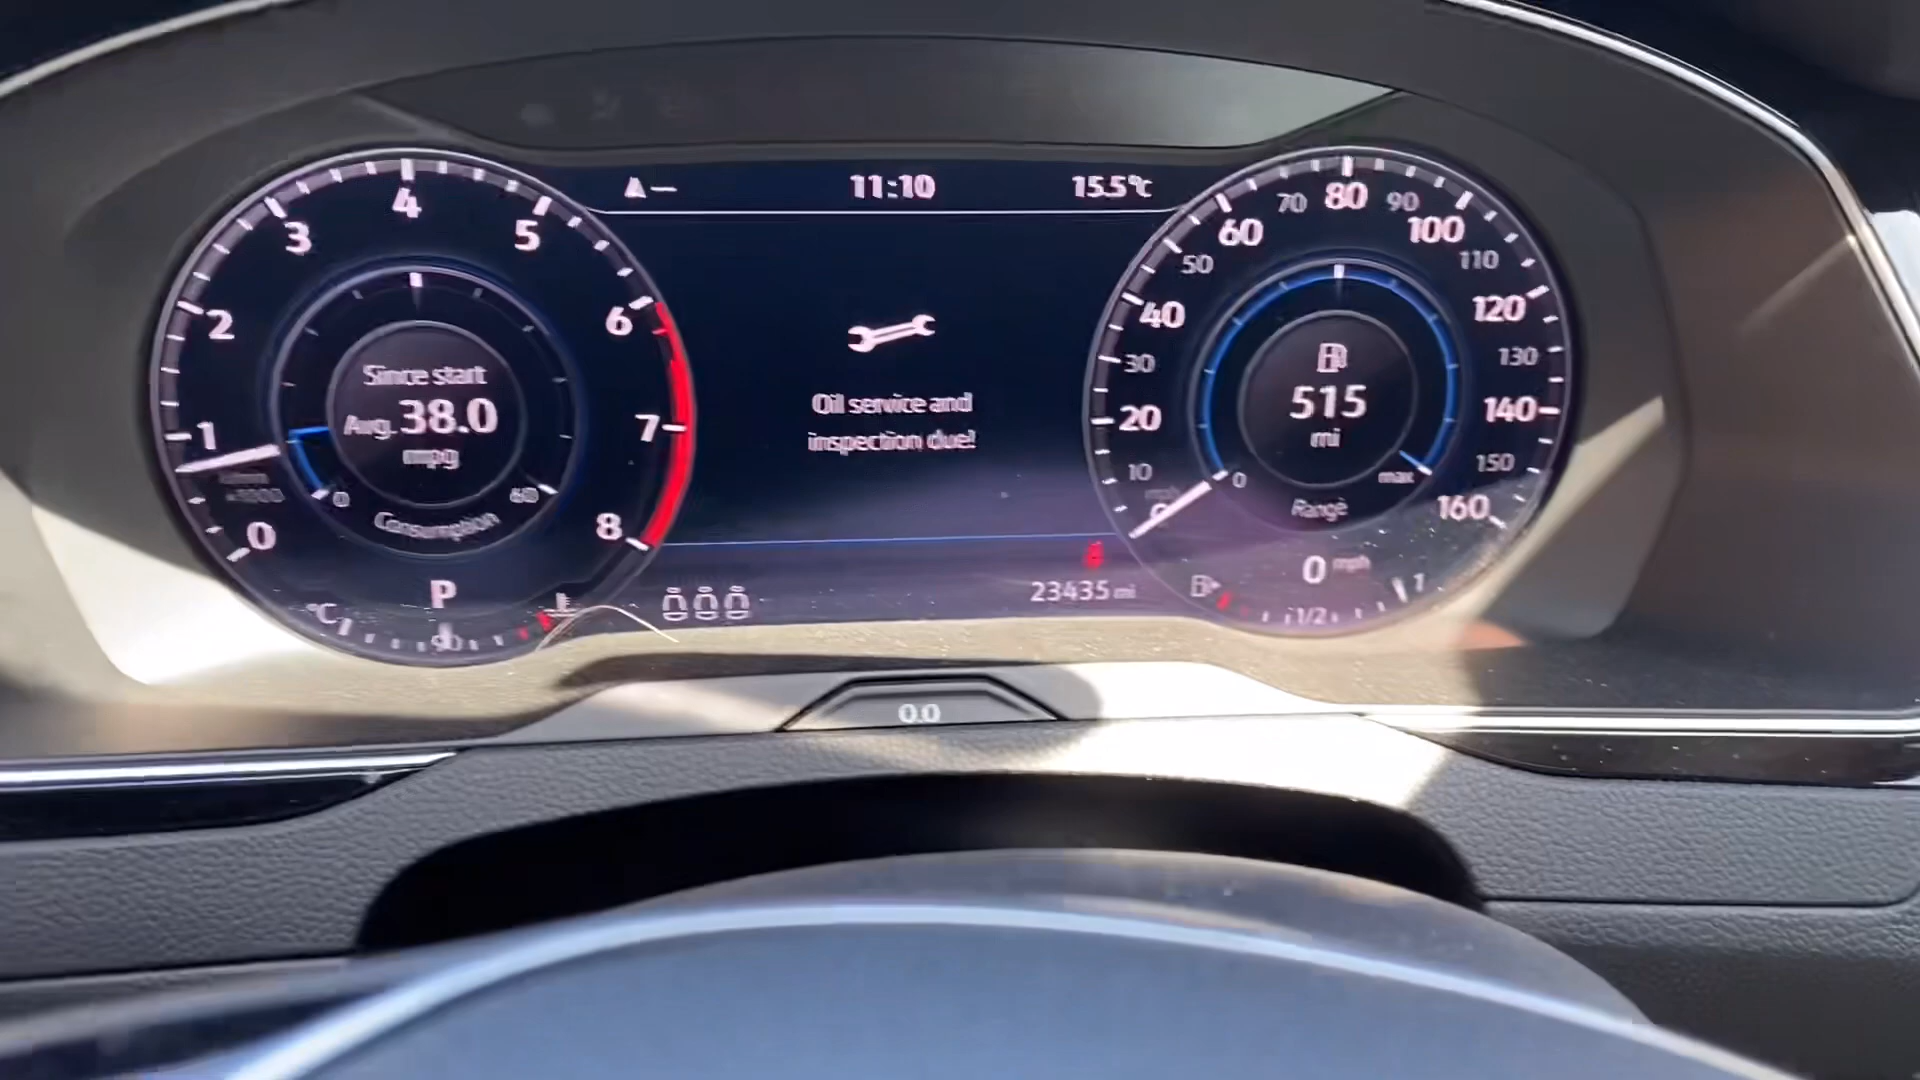 11:10
15.5°C
0
1
2
3
4
5
6
7
8
Since start
Avg. 38.0
mpg
0
60
Consumption
P
°C
90
Oil service and
inspection due!
23435 mi
10
20
30
40
50
60
70
80
90
100
110
120
130
140
150
160
515
mi
0
max
Range
0 mph
1/2
1
0.0